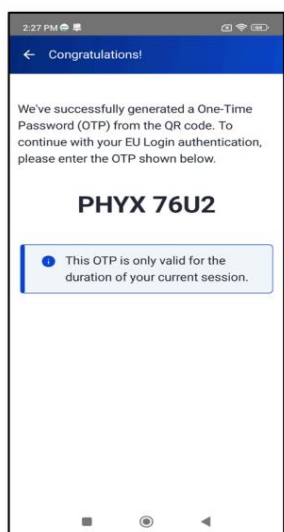 2:27 PM
Congratulations!
We've successfully generated a One-Time
Password (OTP) from the QR code. To
continue with your EU Login authentication,
please enter the OTP shown below.
PHYX 76U2
This OTP is only valid for the
duration of your current session.